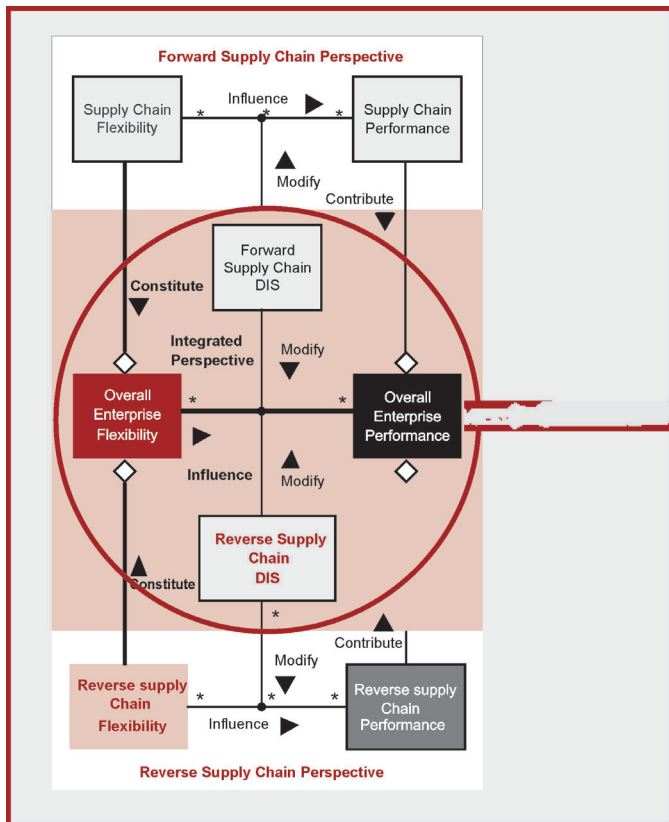 Forward Supply Chain Perspective
Supply Chain
Flexibility
Influence
*
*
*
Supply Chain
Performance
Modify
Contribute
Forward
Supply Chain
DIS
Constitute
Integrated
Perspective
Modify
Overall
Enterprise
Flexibility
*
*
Overall
Enterprise
Performance
Influence
Modify
Reverse Supply
Chain
DIS
Constitute
*
Contribute
Modify
Reverse supply
Chain
Flexibility
*
*
*
Influence
Reverse supply
Chain
Performance
Reverse Supply Chain Perspective